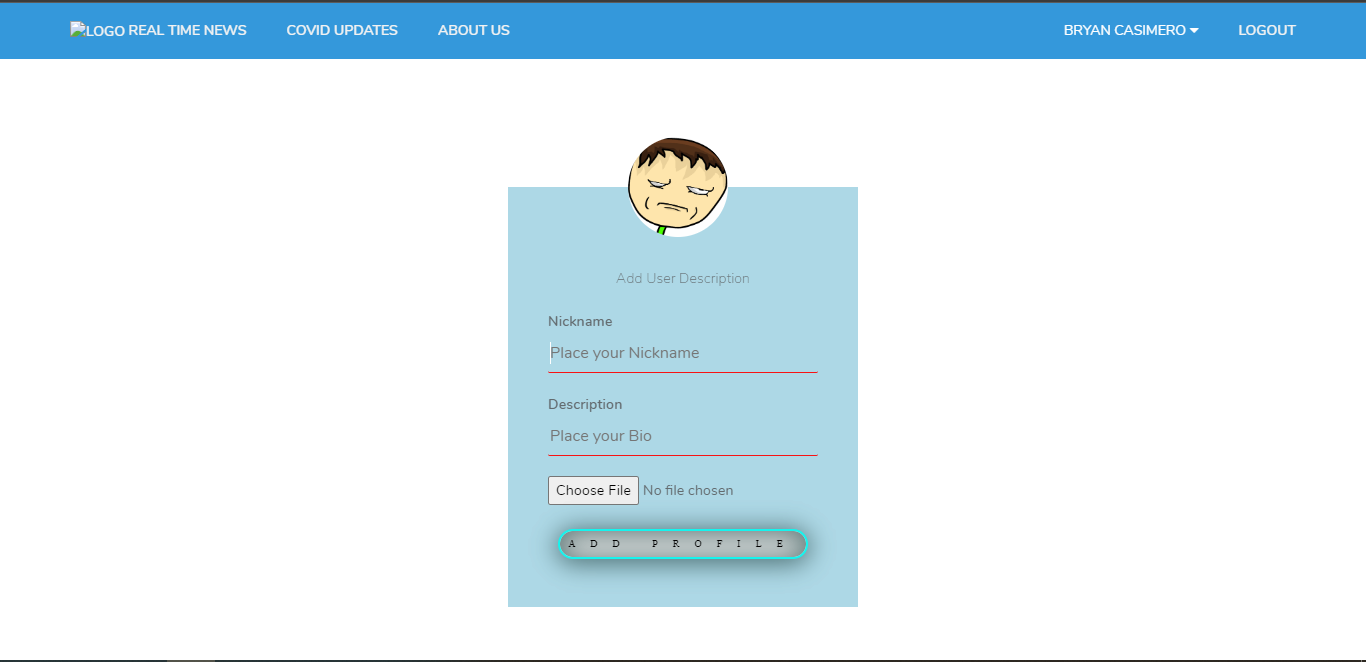 LOGO REAL TIME NEWS COVID UPDATES ABOUT US BRYAN CASIMERO LOGOUT
Add User Description
Nickname
Place your Nickname
Description
Place your Bio
Choose File No file chosen
ADD PROFILE